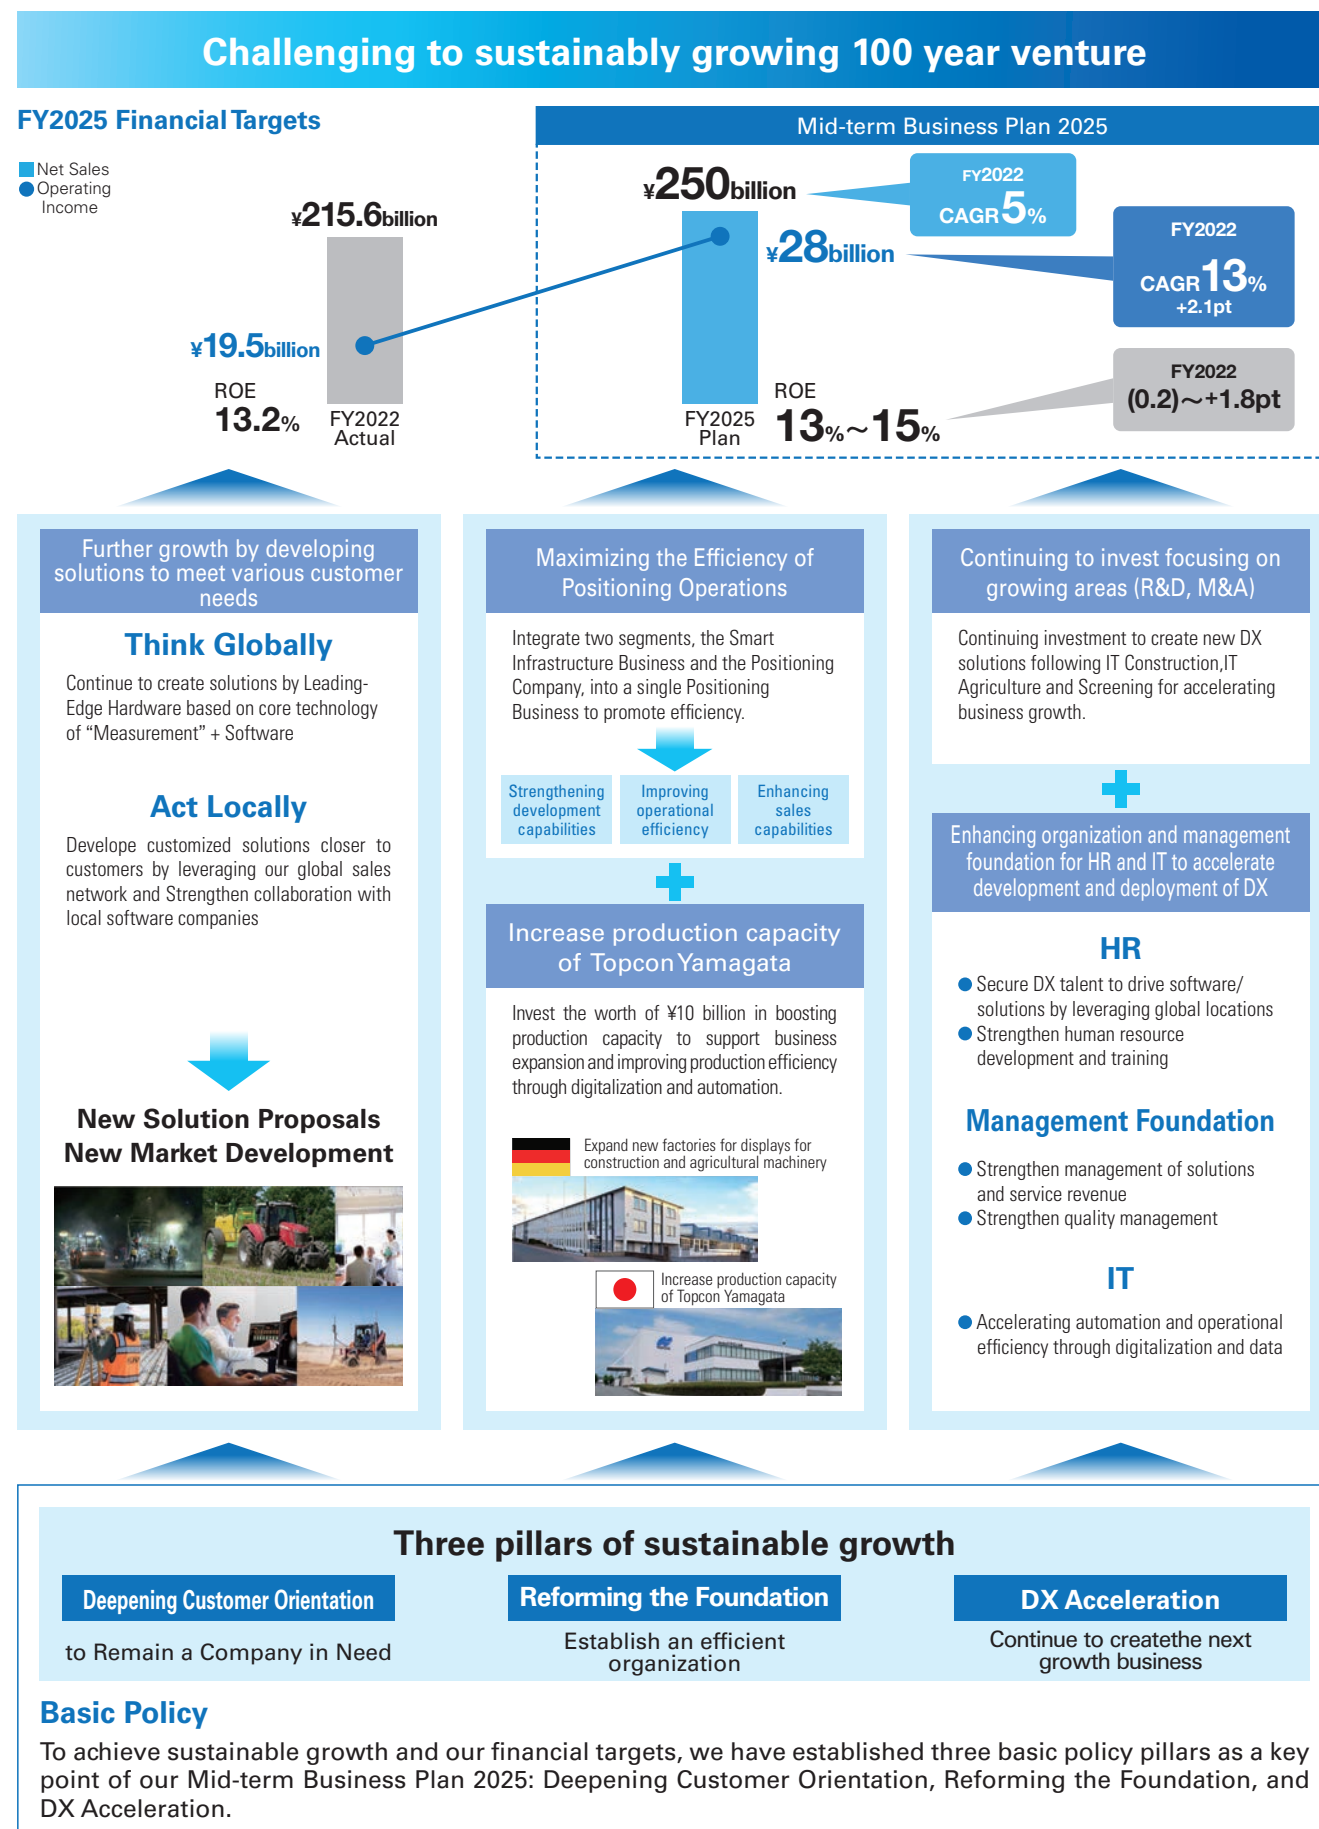 Challenging to sustainably growing 100 year venture
FY2025 Financial Targets
Net Sales
Operating
Income
¥215.6billion
¥19.5billion
ROE
13.2%
FY2022
Actual
Mid-term Business Plan 2025
¥250billion
FY2022
CAGR5%
¥28billion
FY2022
CAGR13%
+2.1pt
FY2025
Plan
ROE
13%~15%
FY2022
(0.2)~+1.8pt
Further growth by developing
solutions to meet various customer
needs
Think Globally
Continue to create solutions by Leading-
Edge Hardware based on core technology
of “Measurement” + Software
Act Locally
Develope customized solutions closer to
customers by leveraging our global sales
network and Strengthen collaboration with
local software companies
New Solution Proposals
New Market Development
Maximizing the Efficiency of
Positioning Operations
Integrate two segments, the Smart
Infrastructure Business and the Positioning
Company, into a single Positioning
Business to promote efficiency.
Strengthening
development
capabilities
Improving
operational
efficiency
Enhancing
sales
capabilities
Increase production capacity
of Topcon Yamagata
Invest the worth of ¥10 billion in boosting
production capacity to support business
expansion and improving production efficiency
through digitalization and automation.
Expand new factories for displays for
construction and agricultural machinery
Increase production capacity
of Topcon Yamagata
Continuing to invest focusing on
growing areas (R&D, M&A)
Continuing investment to create new DX
solutions following IT Construction,IT
Agriculture and Screening for accelerating
business growth.
Enhancing organization and management
foundation for HR and IT to accelerate
development and deployment of DX
HR
Secure DX talent to drive software/
solutions by leveraging global locations
Strengthen human resource
development and training
Management Foundation
Strengthen management of solutions
and service revenue
Strengthen quality management
IT
Accelerating automation and operational
efficiency through digitalization and data
Three pillars of sustainable growth
Deepening Customer Orientation
to Remain a Company in Need
Reforming the Foundation
Establish an efficient
organization
DX Acceleration
Continue to createthe next
growth business
Basic Policy
To achieve sustainable growth and our financial targets, we have established three basic policy pillars as a key
point of our Mid-term Business Plan 2025: Deepening Customer Orientation, Reforming the Foundation, and
DX Acceleration.